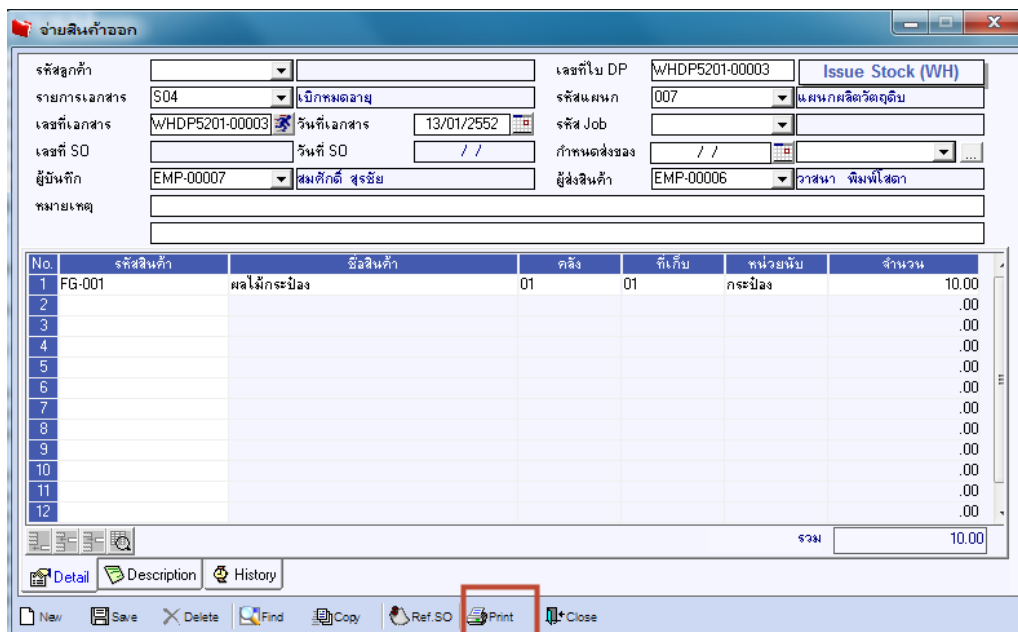 จ่ายสินค้าออก
รหัสลูกค้า เลขที่ใบ DP WHDP5201-00003 Issue Stock (WH)
รายการเอกสาร S04 เบิกหมดอายุ รหัสแผนก 007 แผนกผลิตวัตถุดิบ
เลขที่เอกสาร WHDP5201-00003 วันที่เอกสาร 13/01/2552 รหัส Job
เลขที่ SO วันที่ SO / / กำหนดส่งของ / / ...
ผู้บันทึก EMP-00007 สมศักดิ์ สุรชัย ผู้ส่งสินค้า EMP-00006 วาสนา พิมพ์โสดา
หมายเหตุ
No. รหัสสินค้า ชื่อสินค้า คลัง ที่เก็บ หน่วยนับ จำนวน
1 FG-001 ผลไม้กระป๋อง 01 01 กระป๋อง 10.00
2 .00
3 .00
4 .00
5 .00
6 .00
7 .00
8 .00
9 .00
10 .00
11 .00
12 .00
รวม 10.00
Detail Description History
New Save Delete Find Copy Ref.SO Print Close